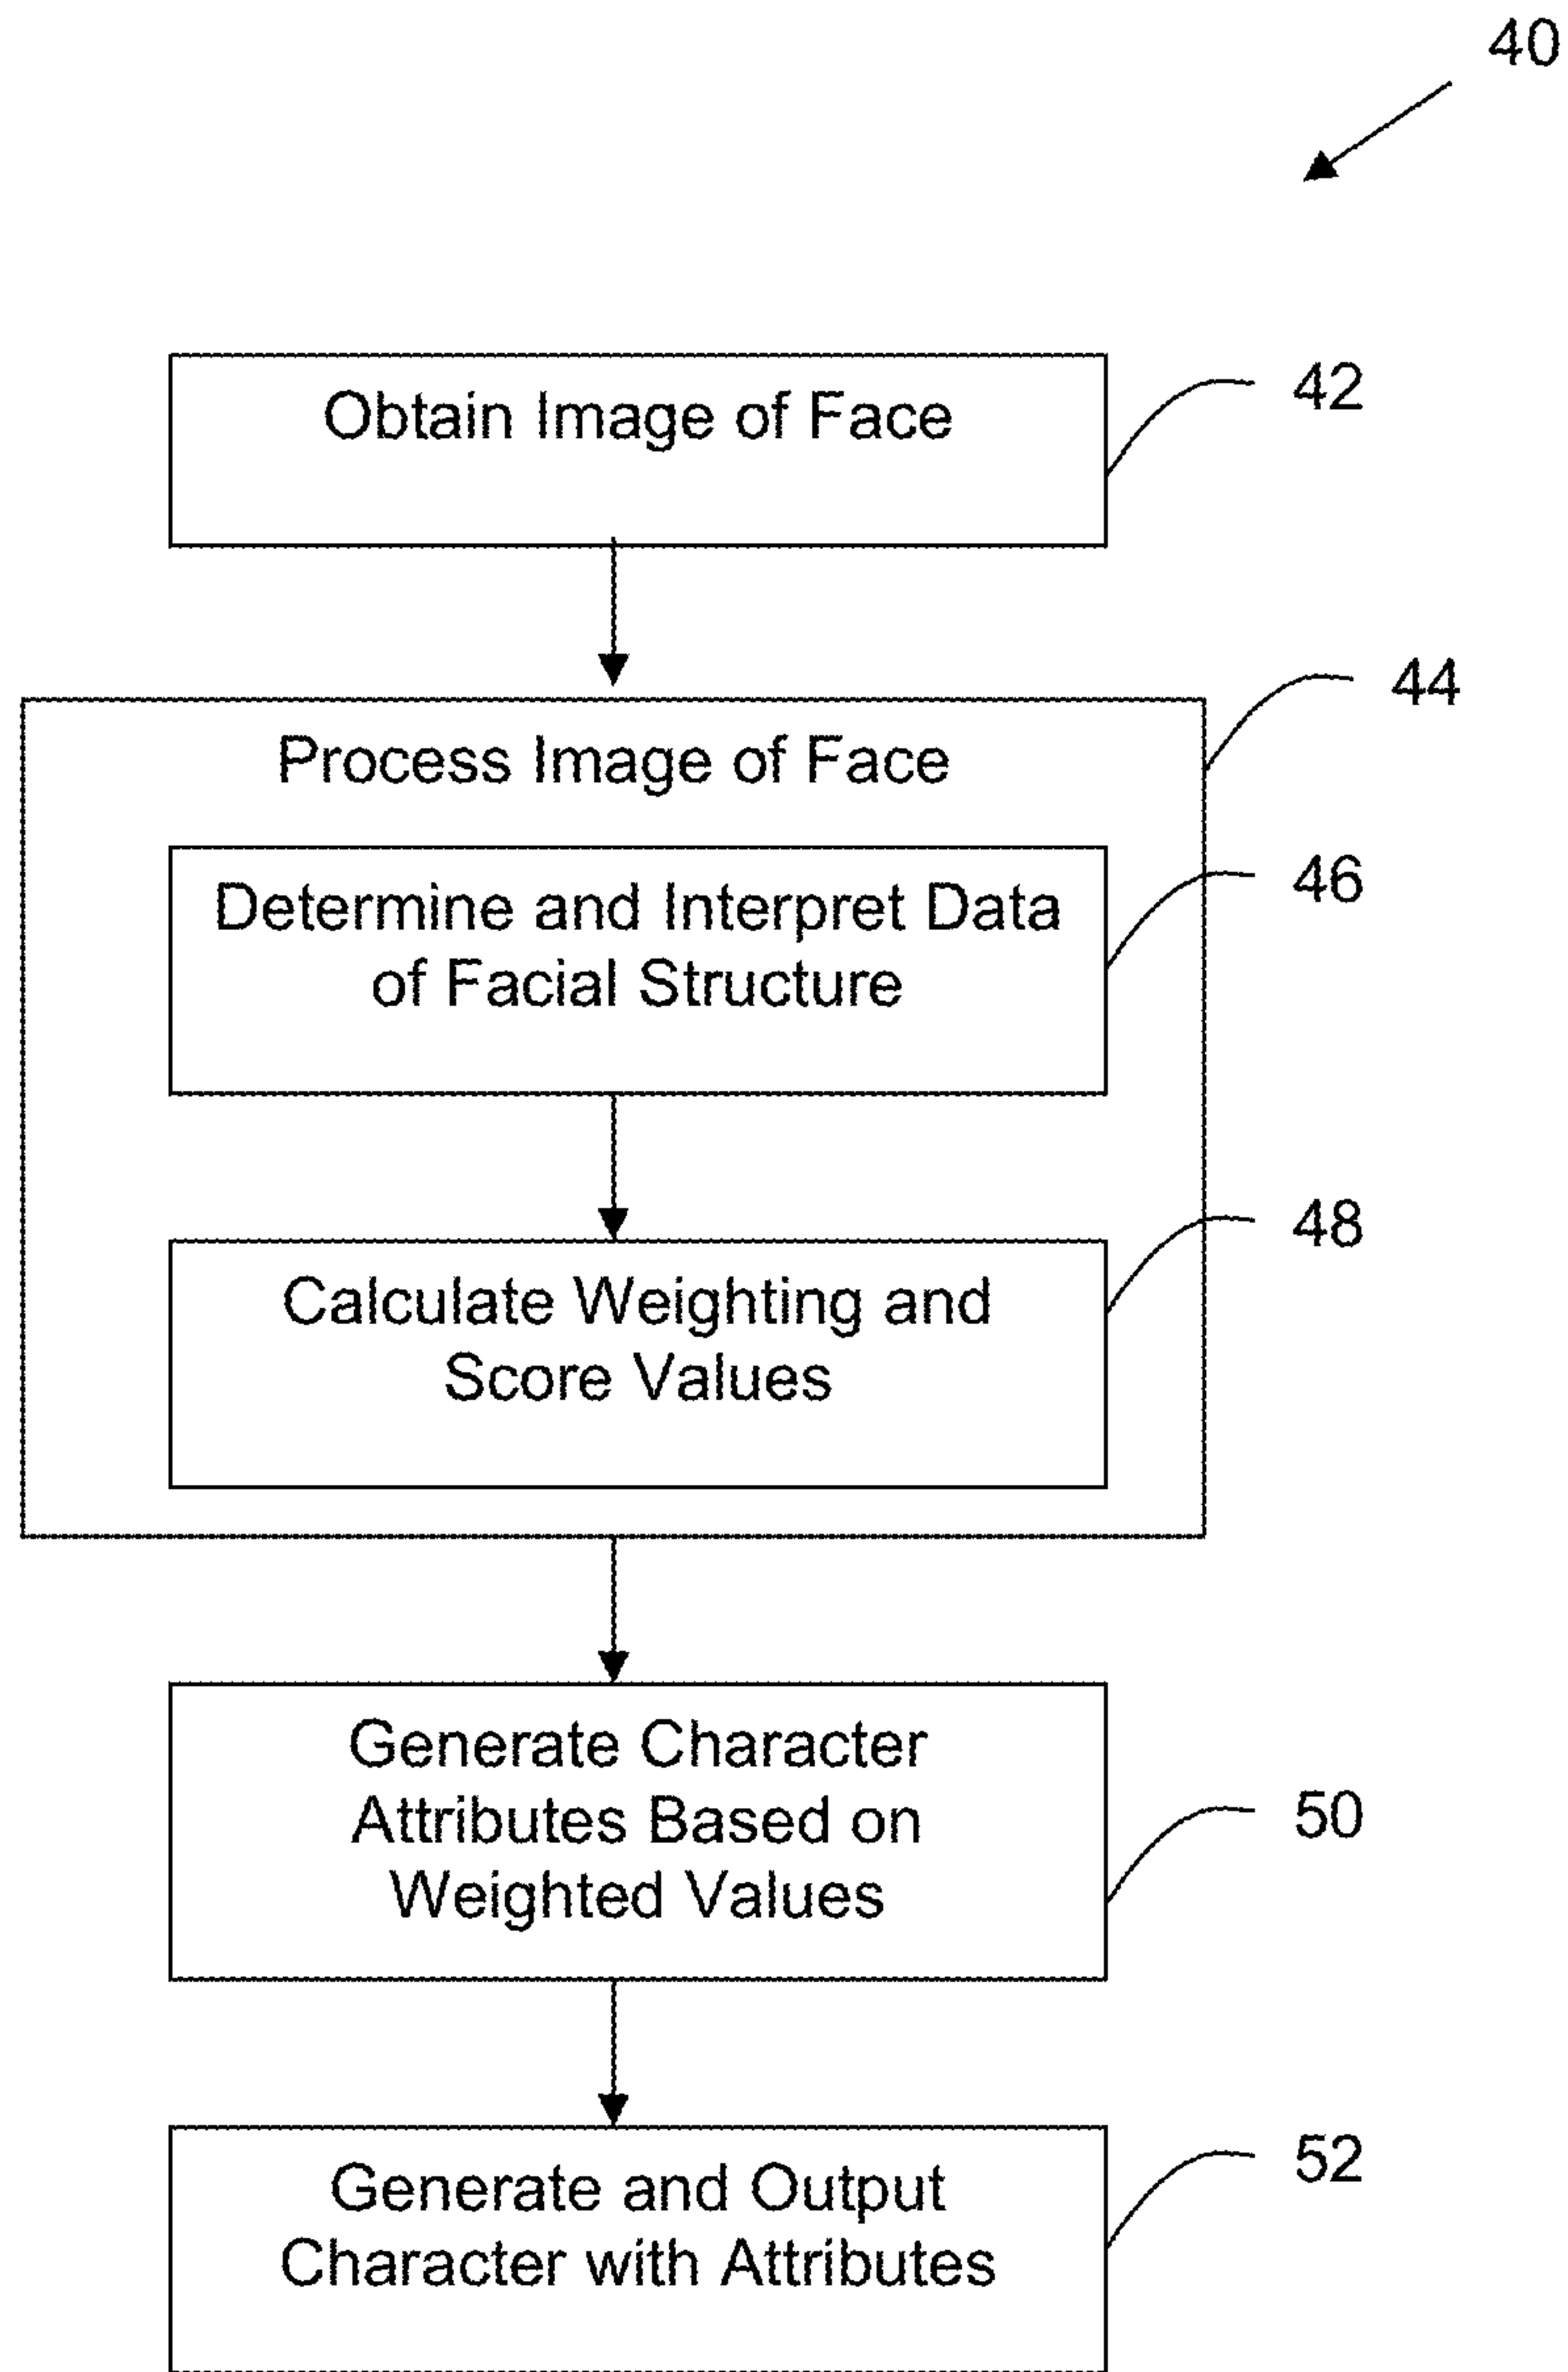 40
Obtain Image of Face
42
44
Process Image of Face
Determine and Interpret Data
of Facial Structure
46
Calculate Weighting and
Score Values
48
Generate Character
Attributes Based on
Weighted Values
50
Generate and Output
Character with Attributes
52